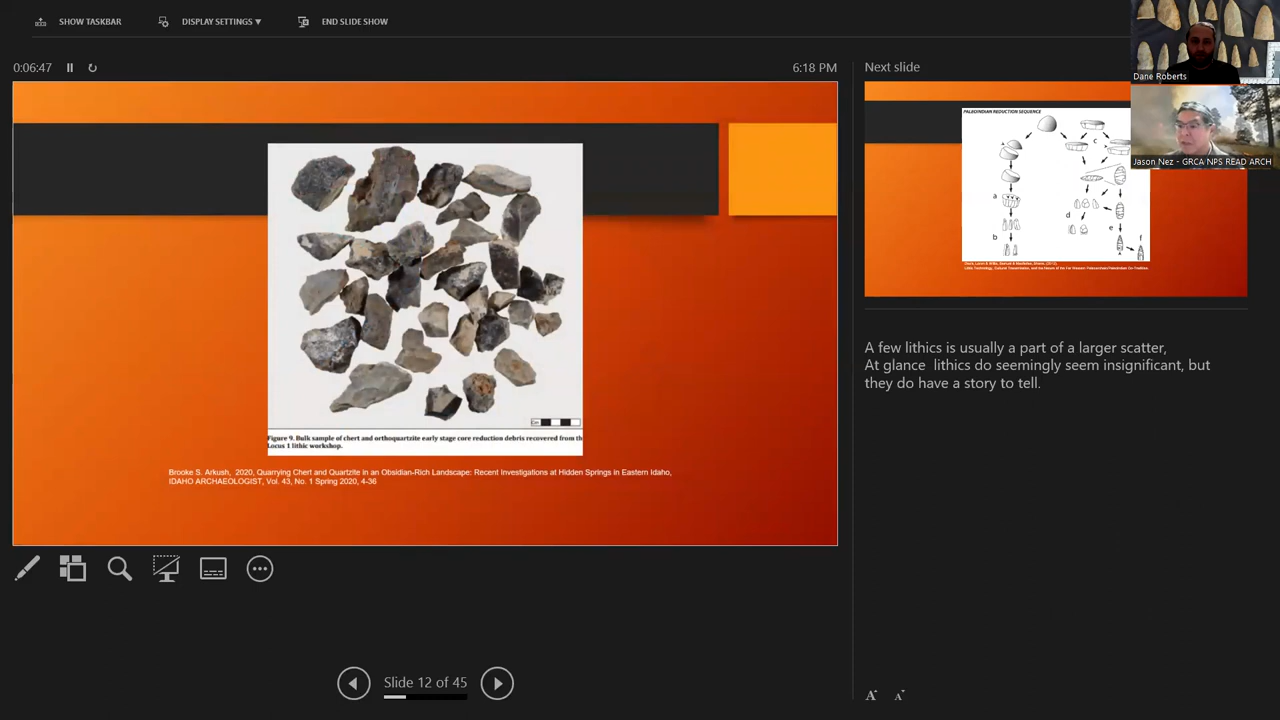 SHOW TASKBAR
DISPLAY SETTINGS ▼
END SLIDE SHOW
0:06:47
6:18 PM
Figure 9. Bulk sample of chert and orthoquartzite early stage core reduction debris recovered from th
Locus 1 lithic workshop.
Brooke S. Arkush, 2020, Quarrying Chert and Quartzite in an Obsidian-Rich Landscape: Recent Investigations at Hidden Springs in Eastern Idaho,
IDAHO ARCHAEOLOGIST, Vol. 43, No. 1 Spring 2020, 4-36
Slide 12 of 45
Next slide
PALEOINDIAN REDUCTION SEQUENCE
A
c
a
d
b
e
f
A few lithics is usually a part of a larger scatter,
At glance lithics do seemingly seem insignificant, but
they do have a story to tell.
Dane Roberts
Jason Nez - GRCA NPS READ ARCH